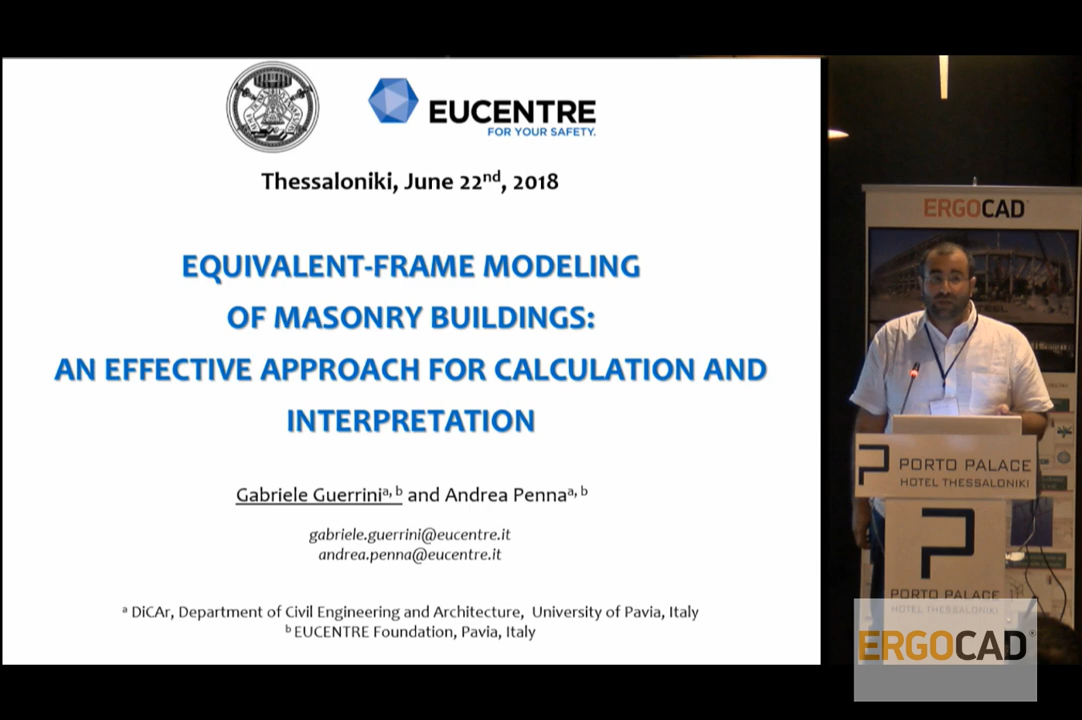 EUCENTRE
FOR YOUR SAFETY.
Thessaloniki, June 22nd, 2018
EQUIVALENT-FRAME MODELING
OF MASONRY BUILDINGS:
AN EFFECTIVE APPROACH FOR CALCULATION AND
INTERPRETATION
Gabriele Guerrinia, b and Andrea Pennaa, b
gabriele.guerrini@eucentre.it
andrea.penna@eucentre.it
a DiCAr, Department of Civil Engineering and Architecture, University of Pavia, Italy
b EUCENTRE Foundation, Pavia, Italy
ERGOCAD
PORTO PALACE
HOTEL THESSALONIKI
PORTO PALACE
HOTEL THESSALONIKI
ERGOCAD®